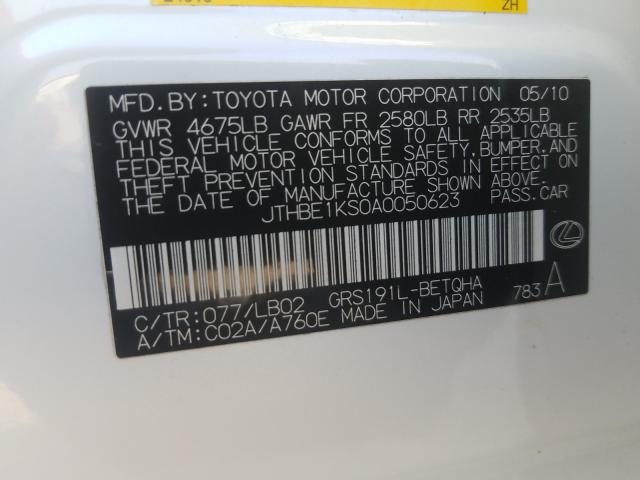 ZH
MFD.BY:TOYOTA MOTOR CORPORATION 05/10
GVWR 4675LB GAWR FR 2580LB RR 2535LB
THIS VEHICLE CONFORMS TO ALL APPLICABLE
FEDERAL MOTOR VEHICLE SAFETY,BUMPER,AND
THEFT PREVENTION STANDARDS IN EFFECT ON
THE DATE OF MANUFACTURE SHOWN ABOVE.
JTHBE1KS0A0050623 PASS.CAR
C/TR:077/LB02 GRS191L-BETQHA 783 A
A/TM:C02A/A760E MADE IN JAPAN